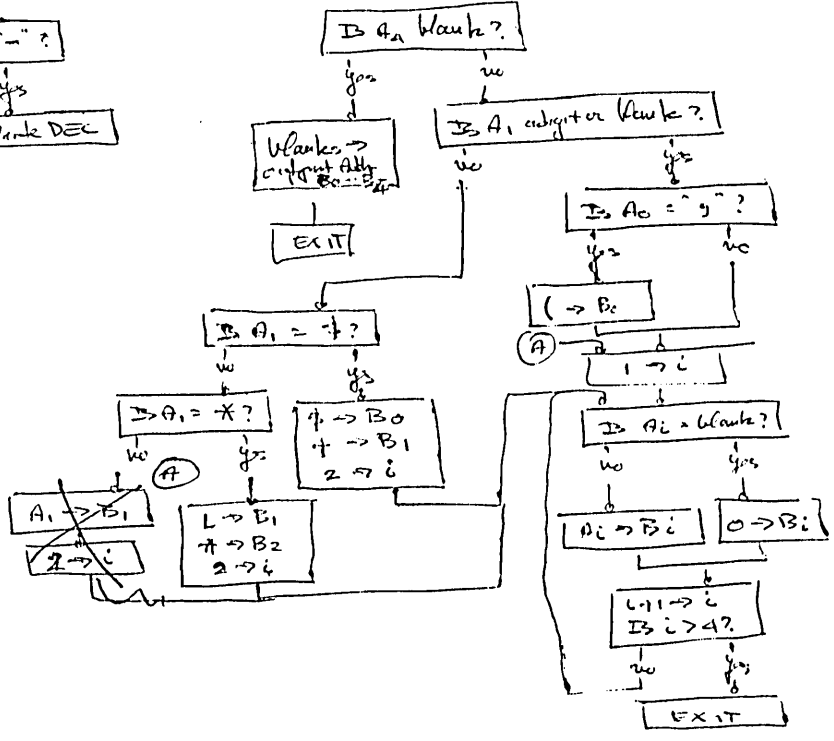 "-" ?
yes
DEC
Is A blank?
yes
no
blanks →
output
EXIT
Is A₁ a digit or blank?
no
yes
Is A₀ = "9" ?
yes
no
( → B₀
A
1 → i
Is A₁ = ?
no
yes
Is A₁ = * ?
no
yes
A
→ B0
→ B1
2 → i
A₁ → B₁
2 → i
→ B1
* → B2
2 → i
Is Ai = blank?
no
yes
Ai → Bi
0 → Bi
i+1 → i
Is i > 4?
no
yes
EXIT